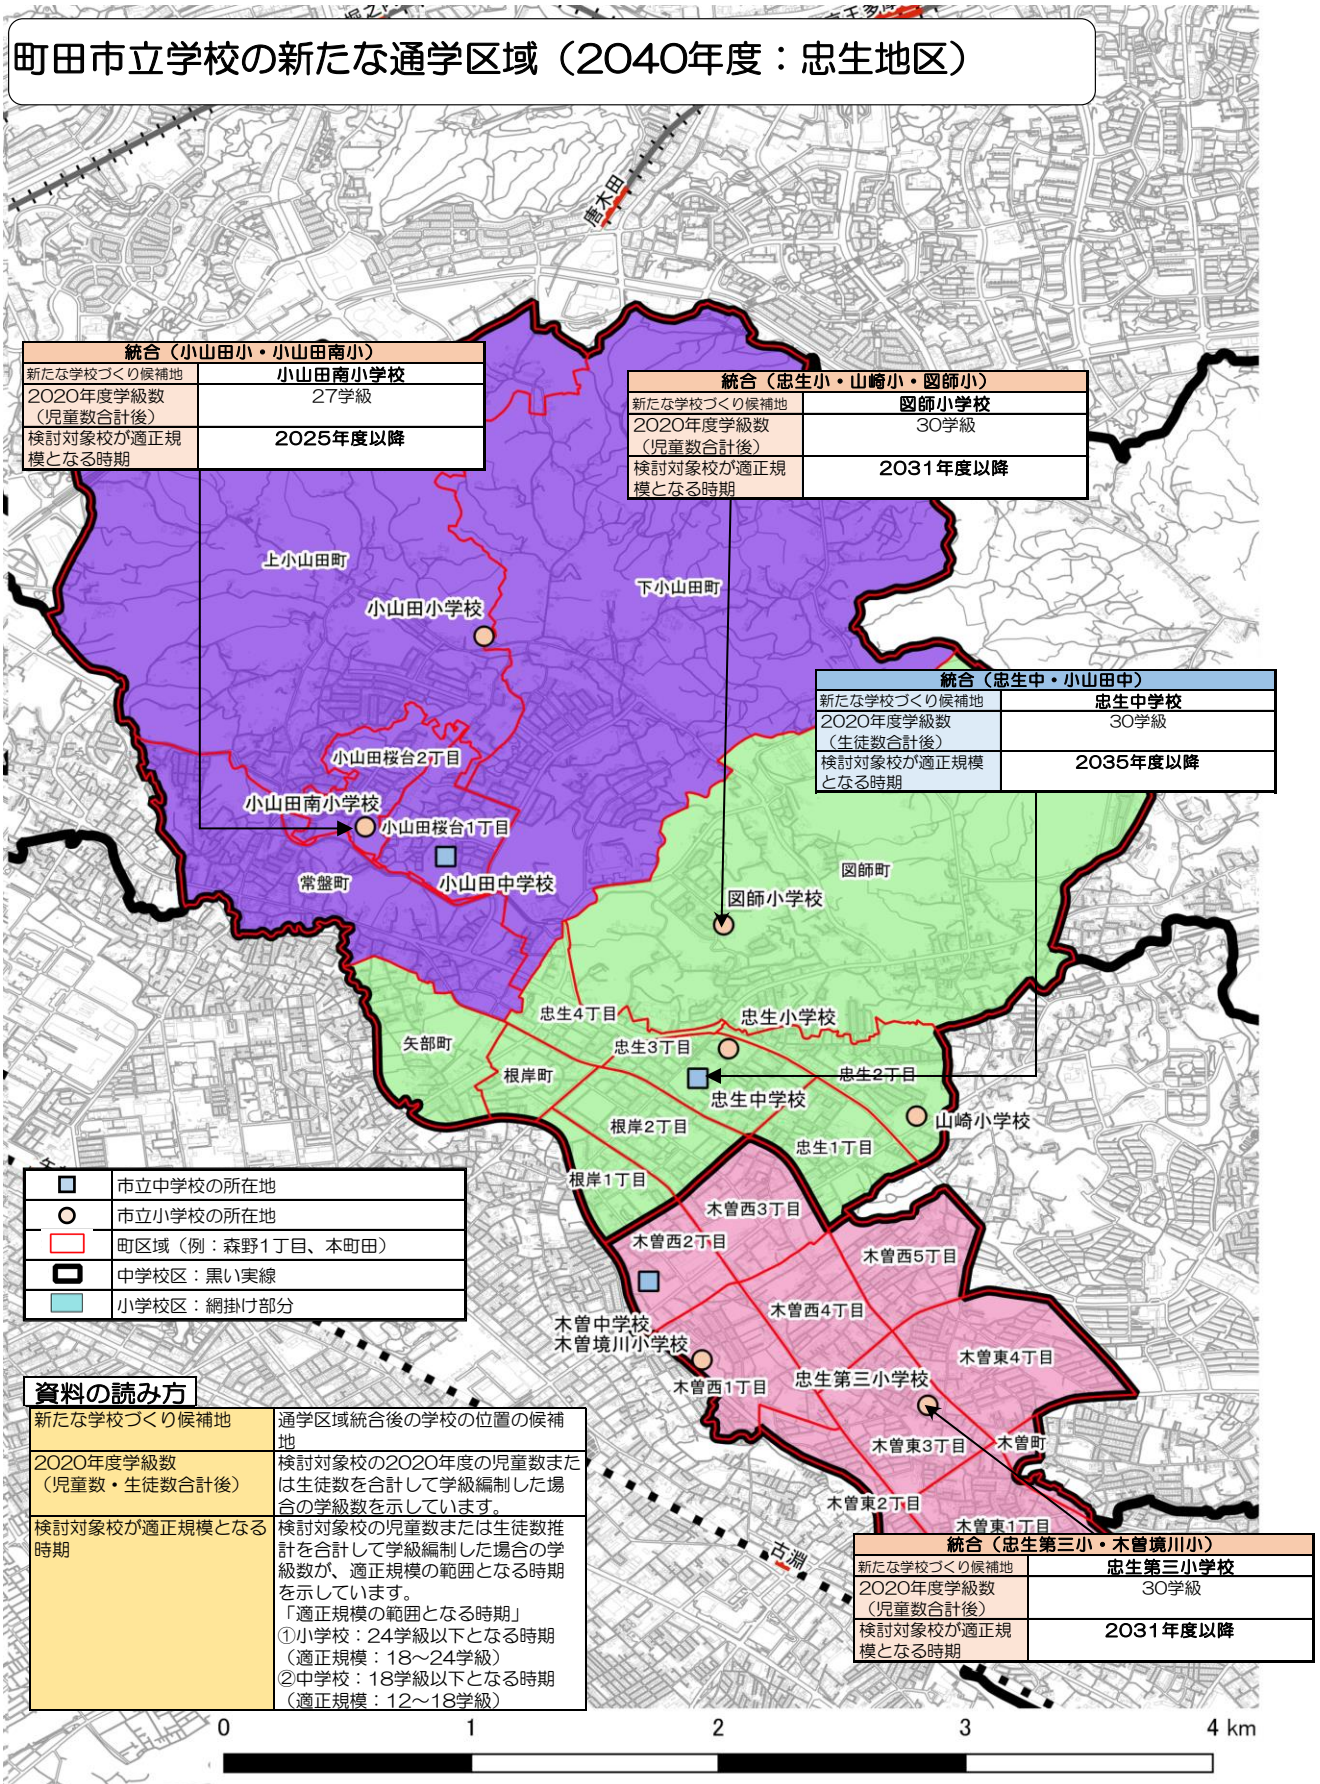 町田市立学校の新たな通学区域（2040年度：忠生地区）
唐木田
統合（小山田小・小山田南小）
新たな学校づくり候補地 小山田南小学校
2020年度学級数
（児童数合計後） 27学級
検討対象校が適正規
模となる時期 2025年度以降
統合（忠生小・山崎小・図師小）
新たな学校づくり候補地 図師小学校
2020年度学級数
（児童数合計後） 30学級
検討対象校が適正規
模となる時期 2031年度以降
上小山田町
下小山田町
小山田小学校
統合（忠生中・小山田中）
新たな学校づくり候補地 忠生中学校
2020年度学級数
（生徒数合計後） 30学級
検討対象校が適正規模
となる時期 2035年度以降
小山田桜台2丁目
小山田南小学校
小山田桜台1丁目
常盤町
小山田中学校
図師町
図師小学校
忠生4丁目
忠生小学校
矢部町
忠生3丁目
根岸町
忠生2丁目
忠生中学校
山崎小学校
根岸2丁目
忠生1丁目
根岸1丁目
木曽西3丁目
木曽西2丁目
木曽西5丁目
木曽西4丁目
木曽中学校
木曽境川小学校
木曽東4丁目
木曽西1丁目
忠生第三小学校
木曽東3丁目
木曽町
木曽東2丁目
木曽東1丁目
古淵
市立中学校の所在地
市立小学校の所在地
町区域（例：森野1丁目、本町田）
中学校区：黒い実線
小学校区：網掛け部分
資料の読み方
新たな学校づくり候補地 通学区域統合後の学校の位置の候補
地
2020年度学級数
（児童数・生徒数合計後） 検討対象校の2020年度の児童数また
は生徒数を合計して学級編制した場
合の学級数を示しています。
検討対象校が適正規模となる
時期 検討対象校の児童数または生徒数推
計を合計して学級編制した場合の学
級数が、適正規模の範囲となる時期
を示しています。
「適正規模の範囲となる時期」
①小学校：24学級以下となる時期
（適正規模：18～24学級）
②中学校：18学級以下となる時期
（適正規模：12～18学級）
統合（忠生第三小・木曽境川小）
新たな学校づくり候補地 忠生第三小学校
2020年度学級数
（児童数合計後） 30学級
検討対象校が適正規
模となる時期 2031年度以降
0 1 2 3 4 km